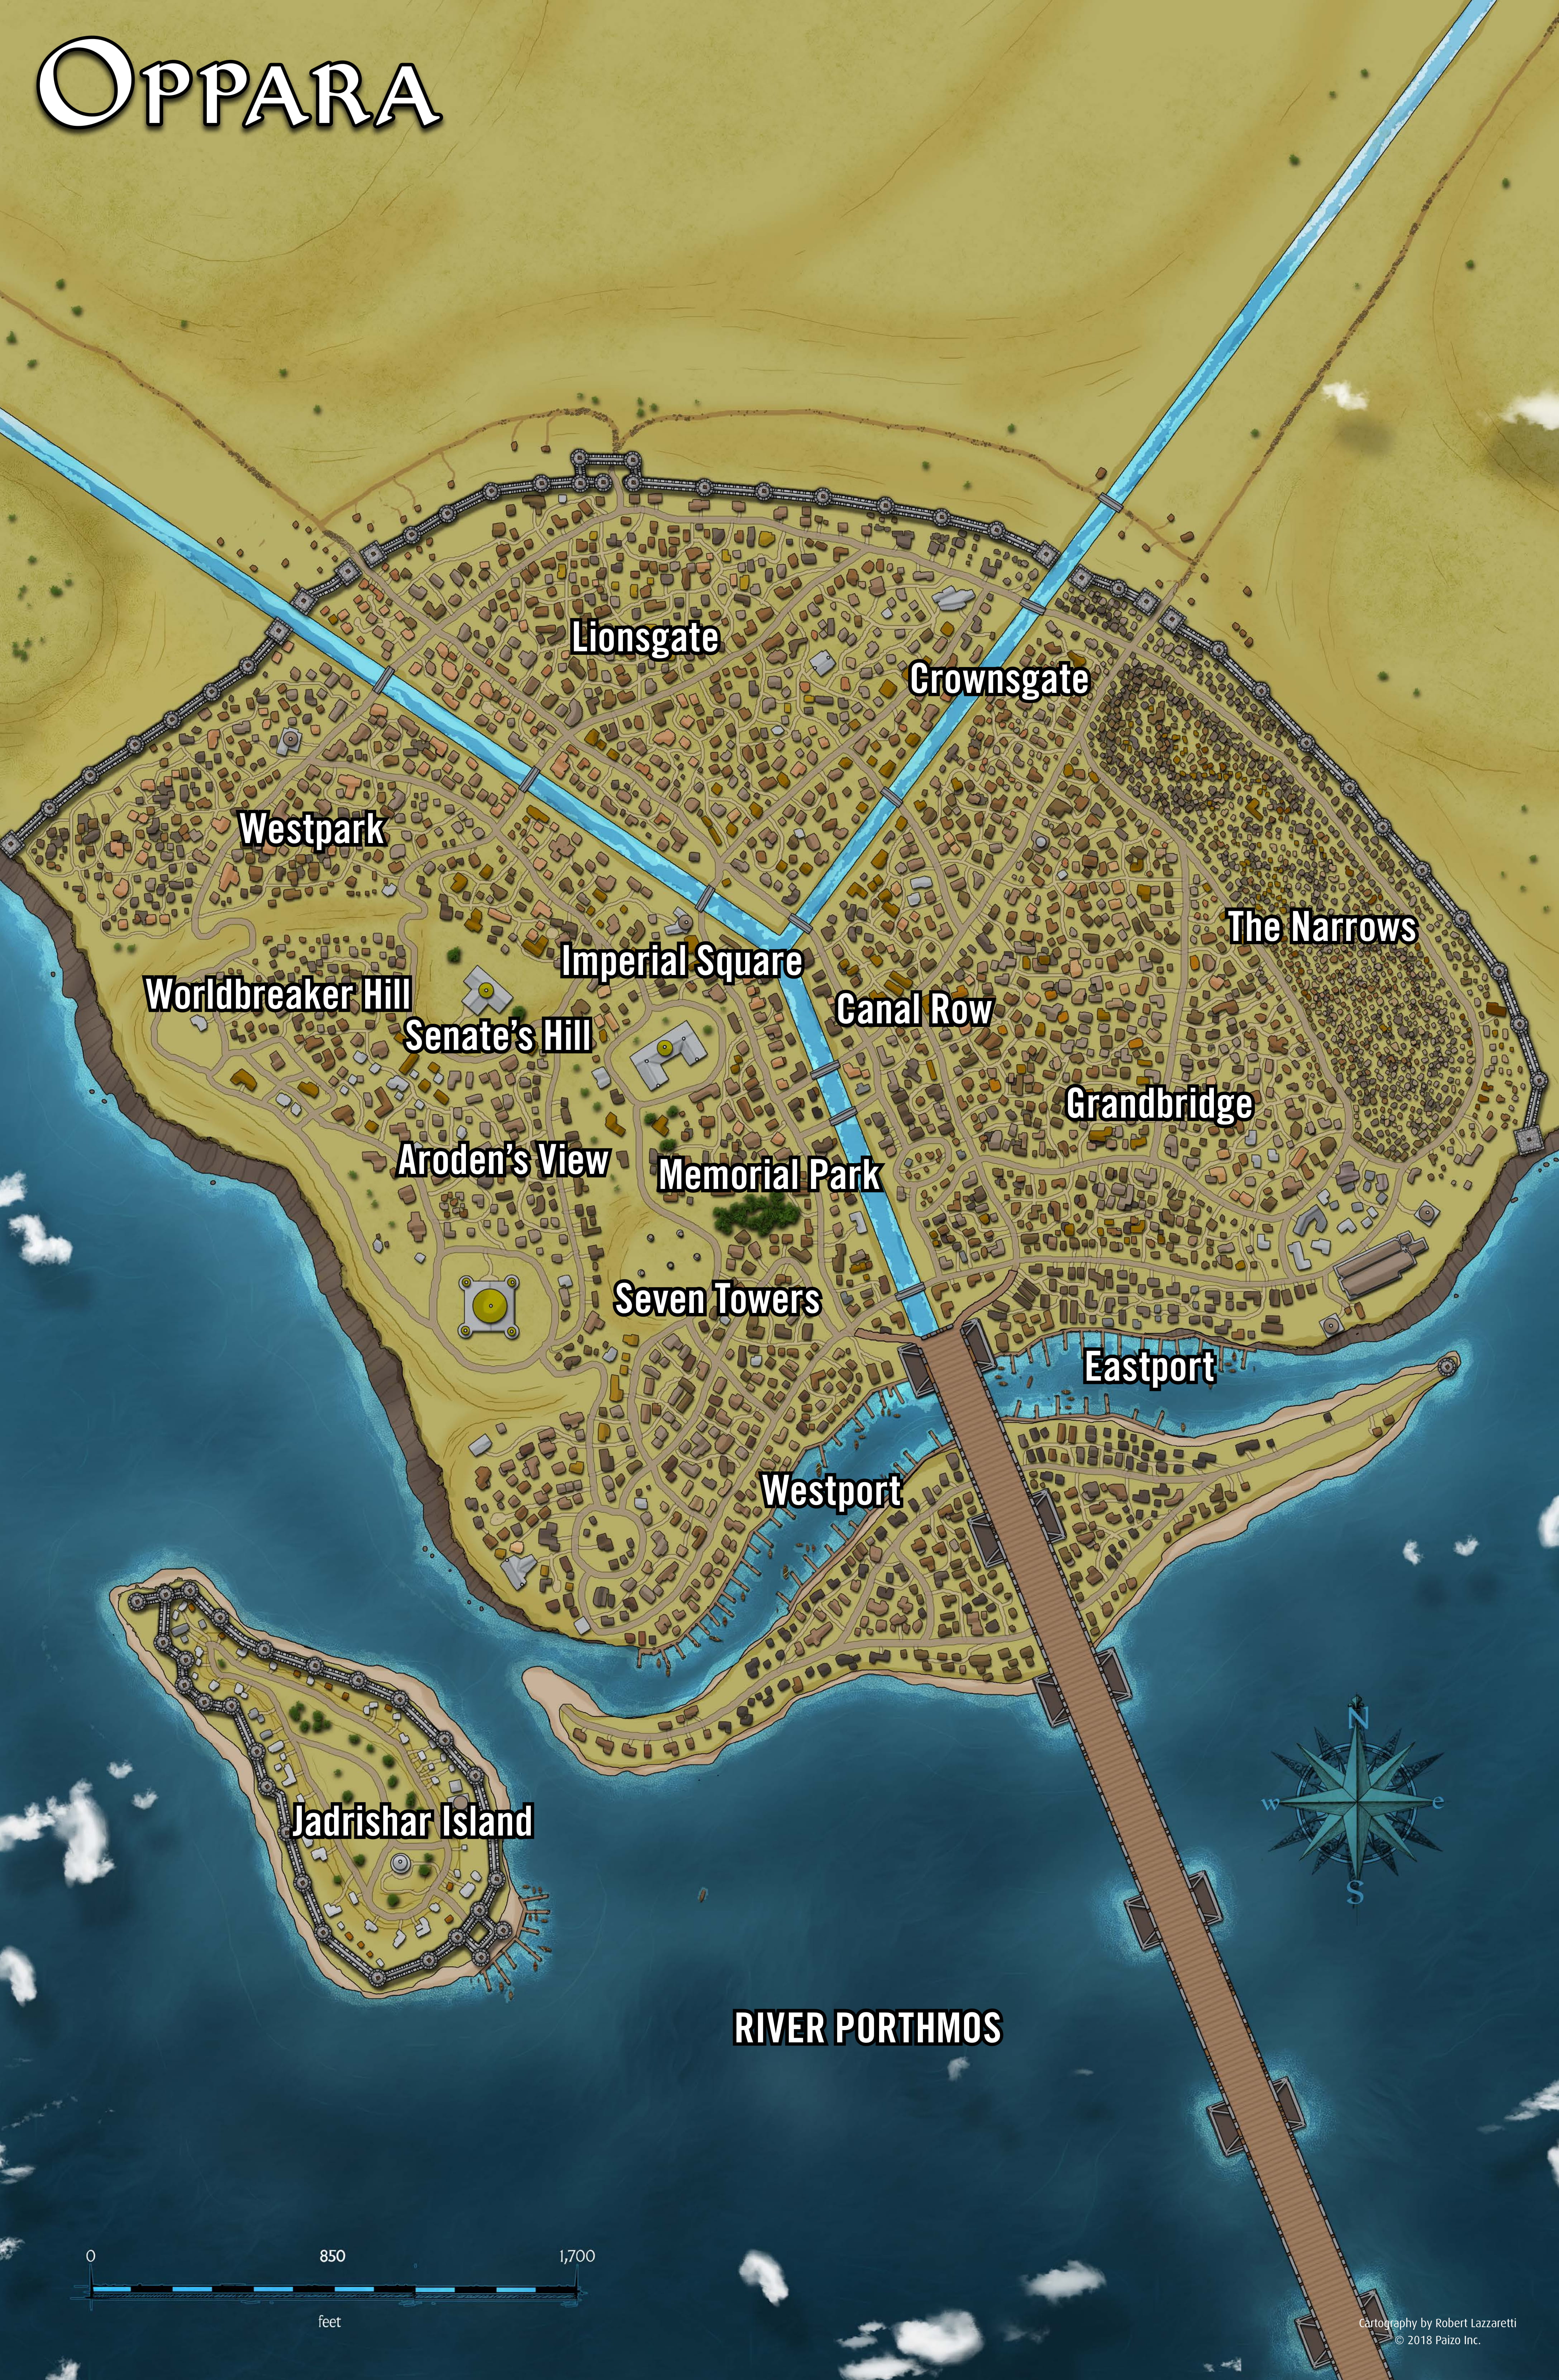 OPPARA
Lionsgate
Crownsgate
Westpark
The Narrows
Imperial Square
Worldbreaker Hill
Canal Row
Senate's Hill
Grandbridge
Aroden's View
Memorial Park
Seven Towers
Eastport
Westport
N
w e
S
Jadrishar Island
RIVER PORTHMOS
0 850 1,700
feet
Cartography by Robert Lazzaretti
© 2018 Paizo Inc.